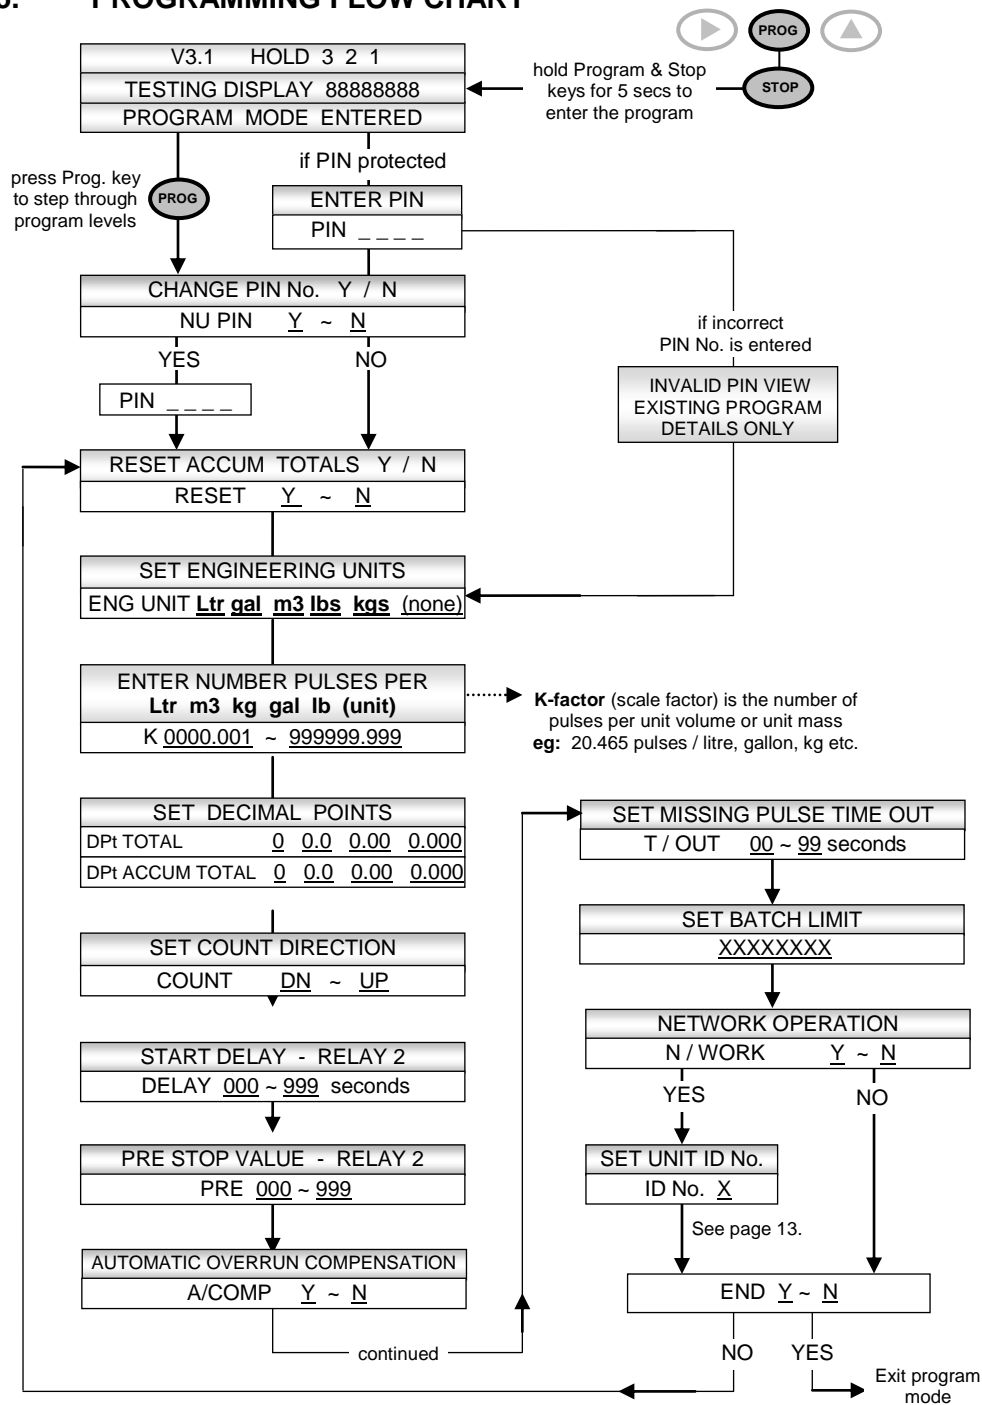 PROGRAMMING FLOW CHART
PROG
STOP
hold Program & Stop
keys for 5 secs to
enter the program
V3.1 HOLD 3 2 1
TESTING DISPLAY 88888888
PROGRAM MODE ENTERED
if PIN protected
press Prog. key
to step through
program levels
PROG
ENTER PIN
PIN _ _ _ _
CHANGE PIN No. Y / N
NU PIN Y ~ N
YES
NO
PIN _ _ _ _
if incorrect
PIN No. is entered
INVALID PIN VIEW
EXISTING PROGRAM
DETAILS ONLY
RESET ACCUM TOTALS Y / N
RESET Y ~ N
SET ENGINEERING UNITS
ENG UNIT Ltr gal m3 lbs kgs (none)
ENTER NUMBER PULSES PER
Ltr m3 kg gal lb (unit)
K 0000.001 ~ 999999.999
K-factor (scale factor) is the number of
pulses per unit volume or unit mass
eg: 20.465 pulses / litre, gallon, kg etc.
SET DECIMAL POINTS
DPt TOTAL 0 0.0 0.00 0.000
DPt ACCUM TOTAL 0 0.0 0.00 0.000
SET COUNT DIRECTION
COUNT DN ~ UP
START DELAY - RELAY 2
DELAY 000 ~ 999 seconds
PRE STOP VALUE - RELAY 2
PRE 000 ~ 999
AUTOMATIC OVERRUN COMPENSATION
A/COMP Y ~ N
continued
SET MISSING PULSE TIME OUT
T / OUT 00 ~ 99 seconds
SET BATCH LIMIT
XXXXXXXX
NETWORK OPERATION
N / WORK Y ~ N
YES
NO
SET UNIT ID No.
ID No. X
See page 13.
END Y ~ N
NO
YES
Exit program
mode